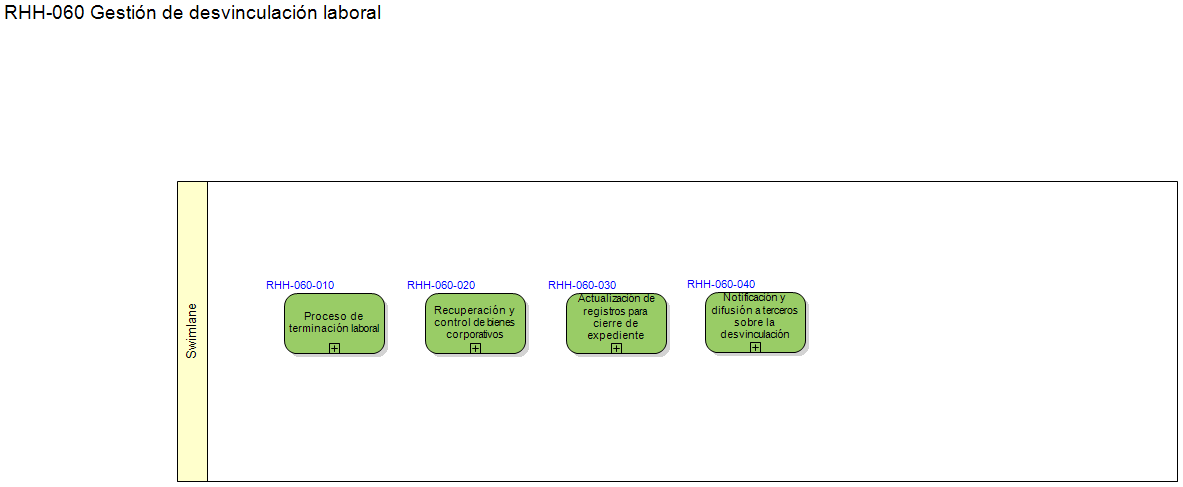 RHH-060 Gestión de desvinculación laboral
Swimlane
RHH-060-010
Proceso de
terminación laboral
RHH-060-020
Recuperación y
control de bienes
corporativos
RHH-060-030
Actualización de
registros para
cierre de
expediente
RHH-060-040
Notificación y
difusión a terceros
sobre la
desvinculación